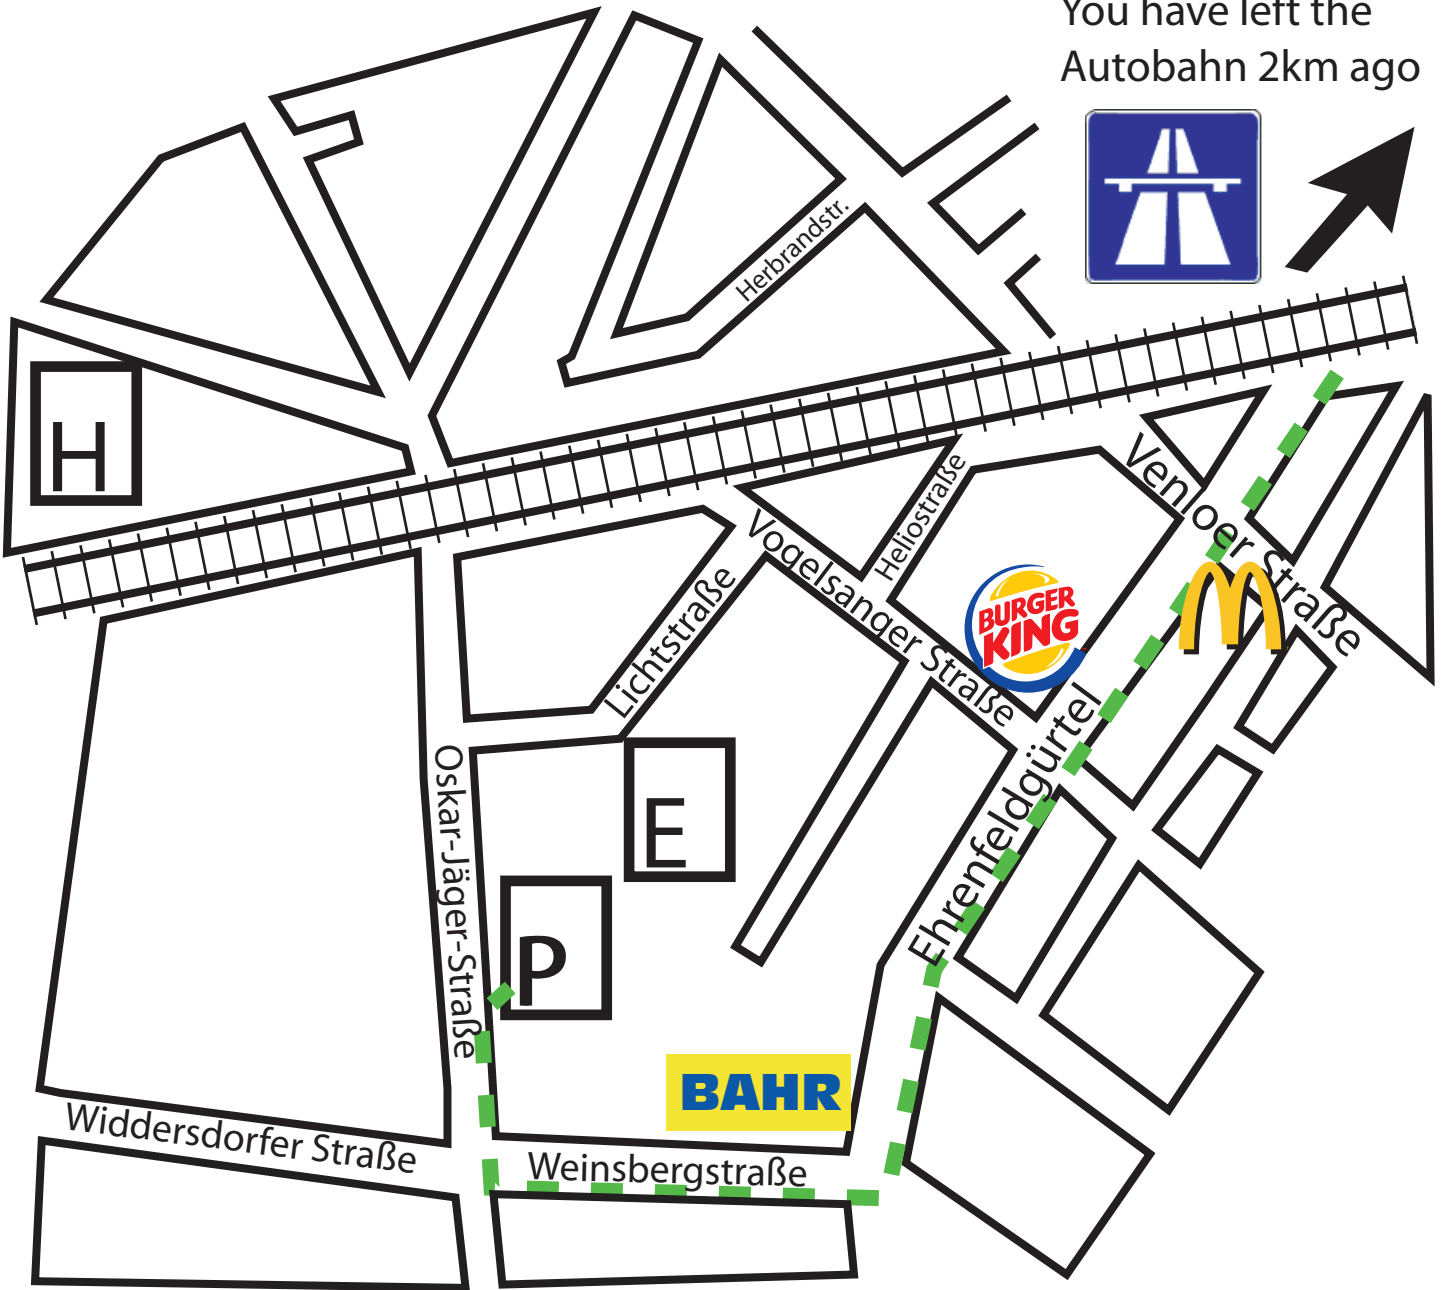 You have left the
Autobahn 2km ago
Herbrandstr.
H
Venloer Straße
Heliostraße
Vogelsanger Straße
Lichtstraße
BURGER
KING
Ehrenfeldgürtel
Oskar-Jäger-Straße
E
P
BAHR
Widdersdorfer Straße
Weinsbergstraße